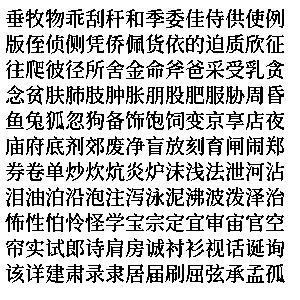 垂牧物乖刮秆和季委佳侍供使例
版侄侦侧凭侨佩货依的迫质欣征
往爬彼径所舍金命斧爸采受乳贪
念贫肤肺肢肿胀朋股肥服胁周昏
鱼兔狐忽狗备饰饱饲变京享店夜
庙府底剂郊废净盲放刻育闸闹郑
券卷单炒炊炕炎炉沫浅法泄河沾
泪油泊沿泡注泻泳泥沸波泼泽治
怖性怕怜怪学宝宗定宜审宙官空
帘实试郎诗肩房诚衬衫视话诞询
该详建肃录隶居届刷屈弦承孟孤